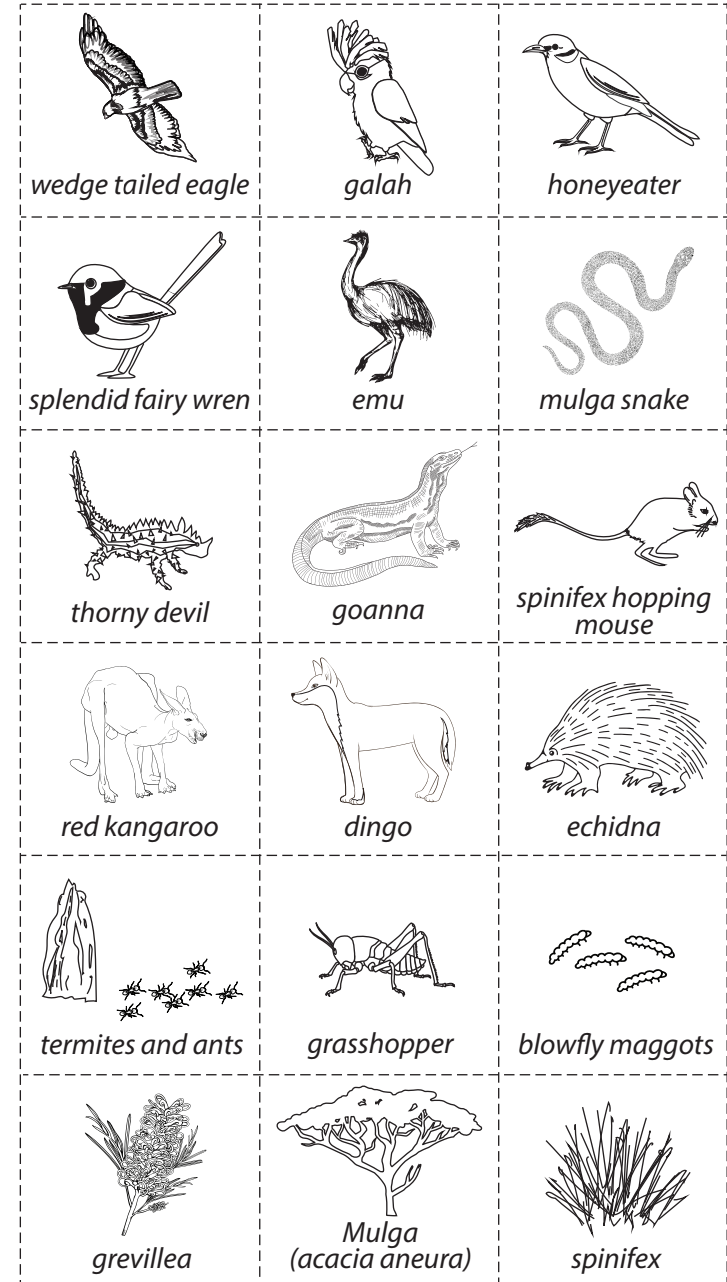 wedge tailed eagle
galah
honeyeater
splendid fairy wren
emu
mulga snake
thorny devil
goanna
spinifex hopping
mouse
red kangaroo
dingo
echidna
termites and ants
grasshopper
blowfly maggots
grevillea
Mulga
(acacia aneura)
spinifex